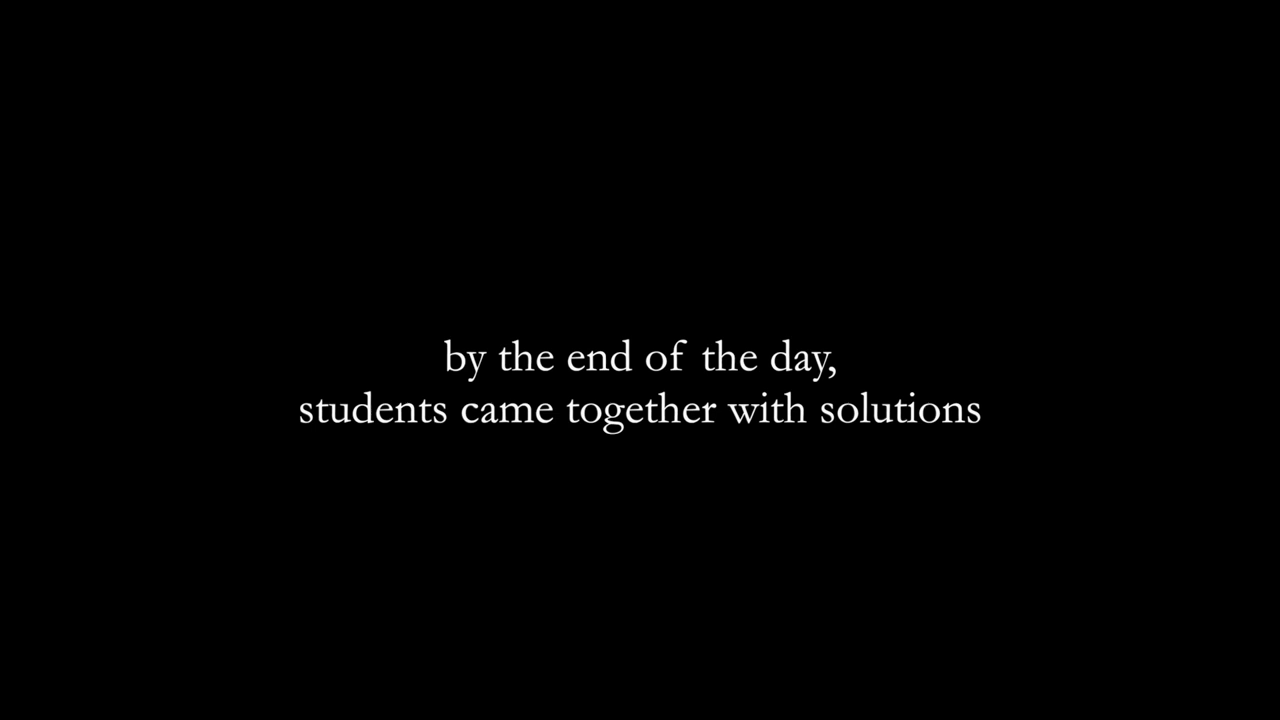 by the end of the day,
students came together with solutions